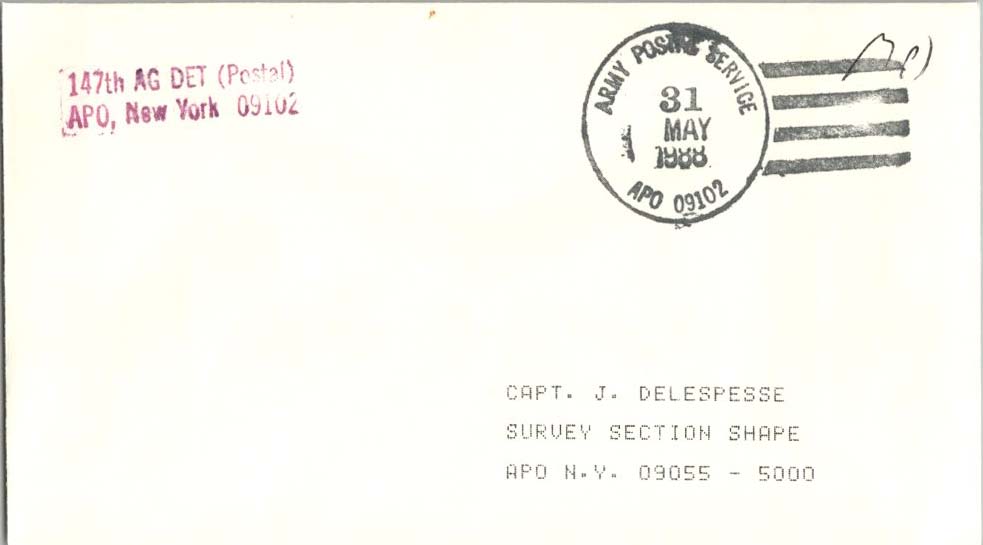 147th AG DET (Postal)
APO, New York 09102
ARMY POSTAL SERVICE
31
MAY
1988
APO 09102
CAPT. J. DELESPESSE
SURVEY SECTION SHAPE
APO N.Y. 09055 - 5000